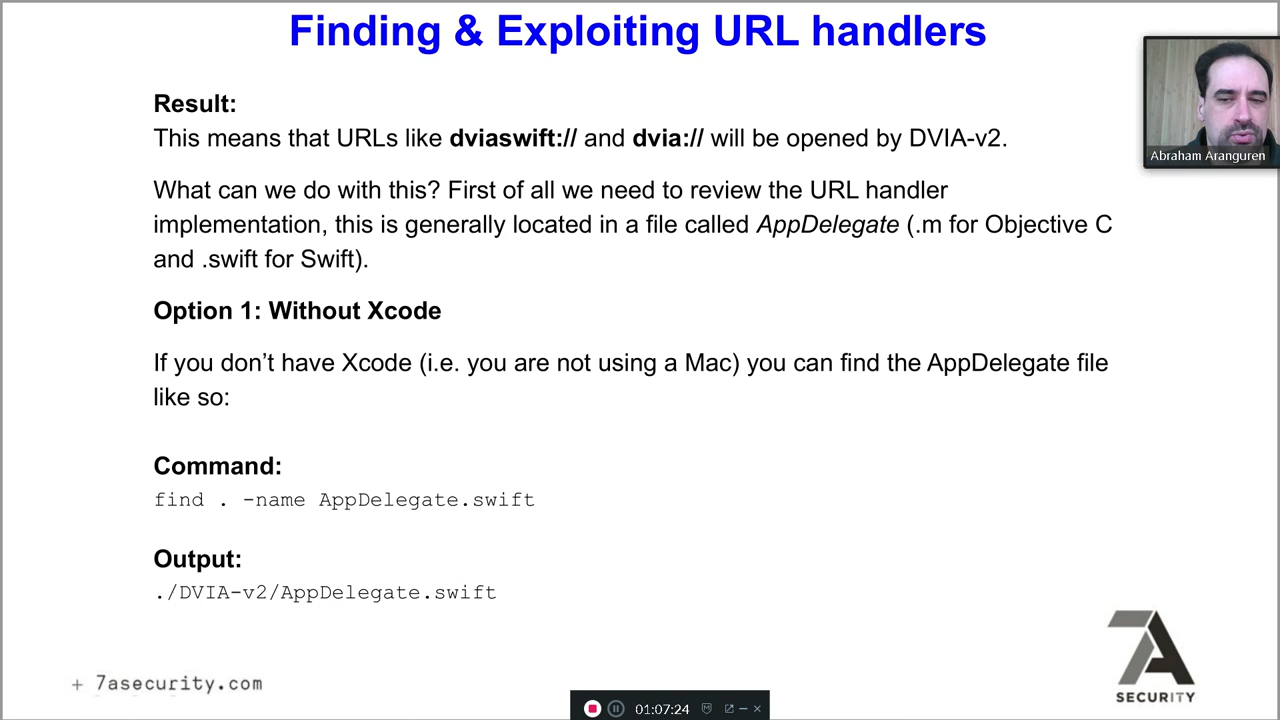 Finding & Exploiting URL handlers
Result:
This means that URLs like dviaswift:// and dvia:// will be opened by DVIA-v2.
What can we do with this? First of all we need to review the URL handler
implementation, this is generally located in a file called AppDelegate (.m for Objective C
and .swift for Swift).
Option 1: Without Xcode
If you don’t have Xcode (i.e. you are not using a Mac) you can find the AppDelegate file
like so:
Command:
find . -name AppDelegate.swift
Output:
./DVIA-v2/AppDelegate.swift
Abraham Aranguren
+ 7asecurity.com
01:07:24
7A
SECURITY